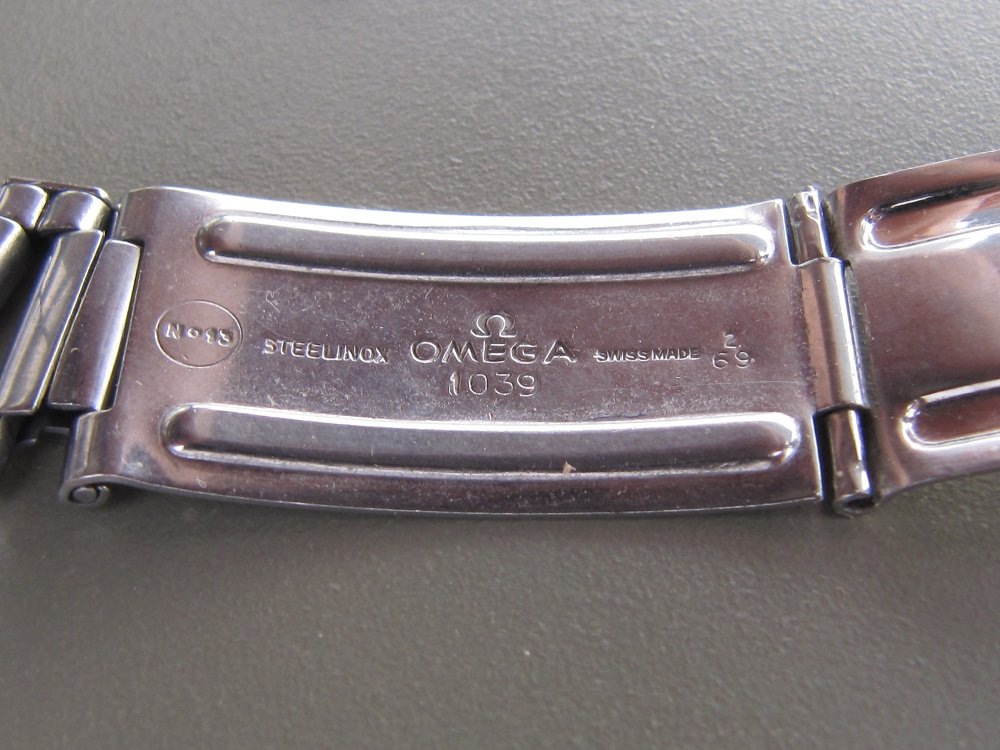 No 13 STEELINOX Ω OMEGA SWISS MADE 2
69
1039